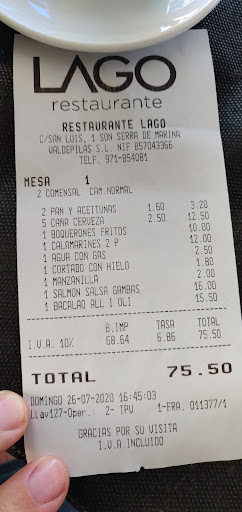 LAGO
restaurante
RESTAURANTE LAGO
C/SAN LUIS, 1 SON SERRA DE MARINA
VALDEPILAS S.L. NIF B57043366
TELF. 971-854081
MESA 1
2 COMENSAL CAM.NORMAL
2 PAN Y ACEITUNAS 1.60 3.20
5 CAÑA CERVEZA 2.50 12.50
1 BOQUERONES FRITOS 10.00
1 CALAMARINES 2 P 12.00
1 AGUA CON GAS 2.50
1 CORTADO CON HIELO 1.80
1 MANZANILLA 2.00
1 SALMON SALSA GAMBAS 16.00
1 BACALAO ALL I OLI 15.50
B.IMP TASA TOTAL
I.V.A. 10% 68.64 6.86 75.50
TOTAL 75.50
DOMINGO 26-07-2020 16:45:03
Llav127-Oper.: 2- TPV 1-FRA. 011377/1
GRACIAS POR SU VISITA
I.V.A INCLUIDO